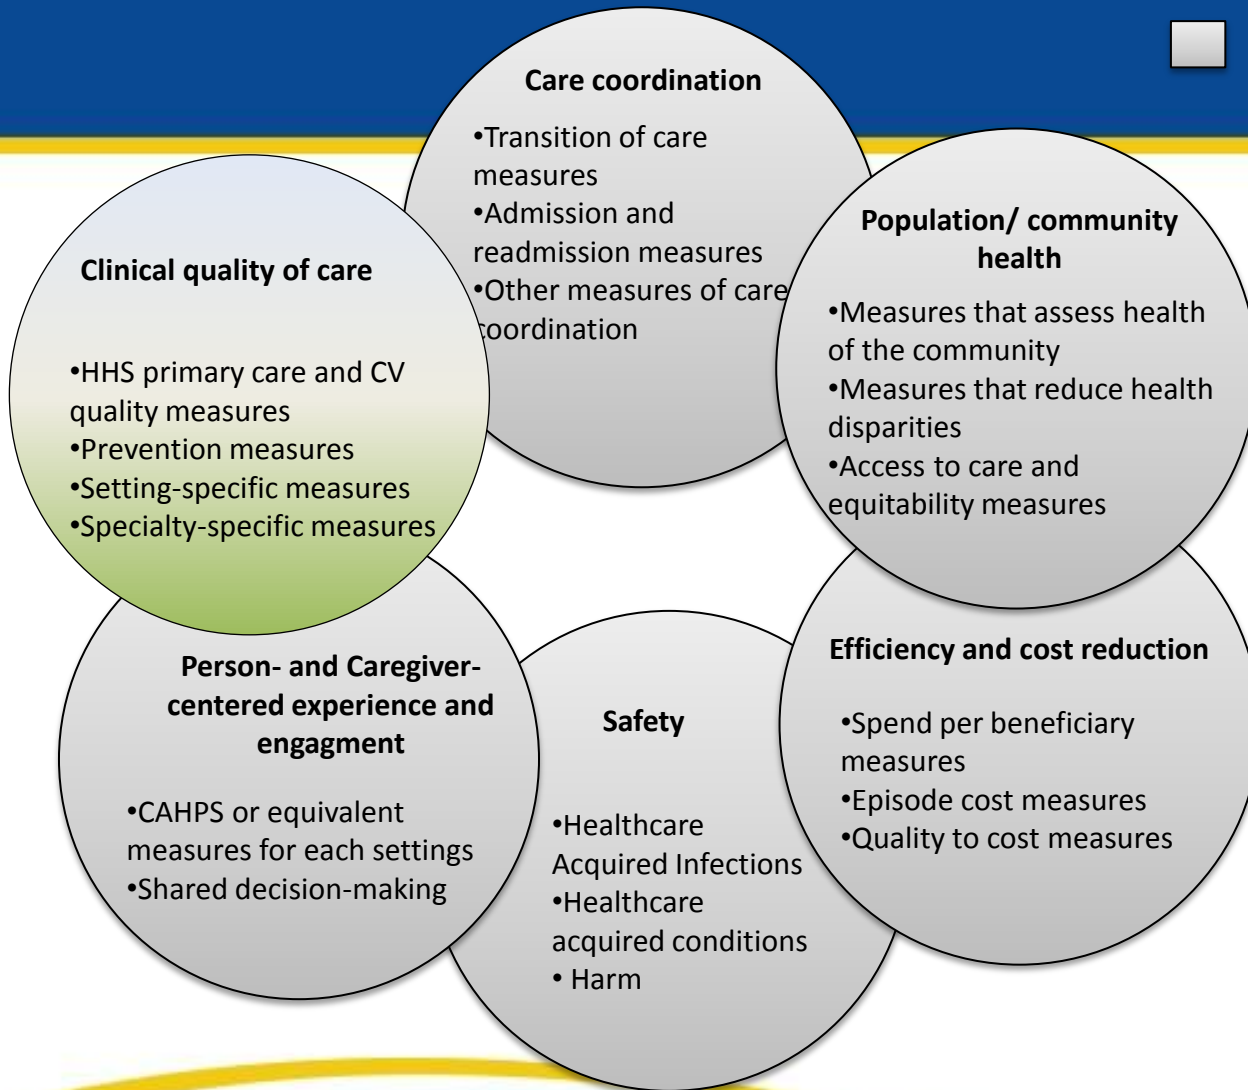 Care coordination
•Transition of care
measures
•Admission and
readmission measures
•Other measures of care
coordination
Population/ community
health
•Measures that assess health
of the community
•Measures that reduce health
disparities
•Access to care and
equitability measures
Clinical quality of care
•HHS primary care and CV
quality measures
•Prevention measures
•Setting-specific measures
•Specialty-specific measures
Person- and Caregiver-
centered experience and
engagment
•CAHPS or equivalent
measures for each settings
•Shared decision-making
Safety
•Healthcare
Acquired Infections
•Healthcare
acquired conditions
• Harm
Efficiency and cost reduction
•Spend per beneficiary
measures
•Episode cost measures
•Quality to cost measures